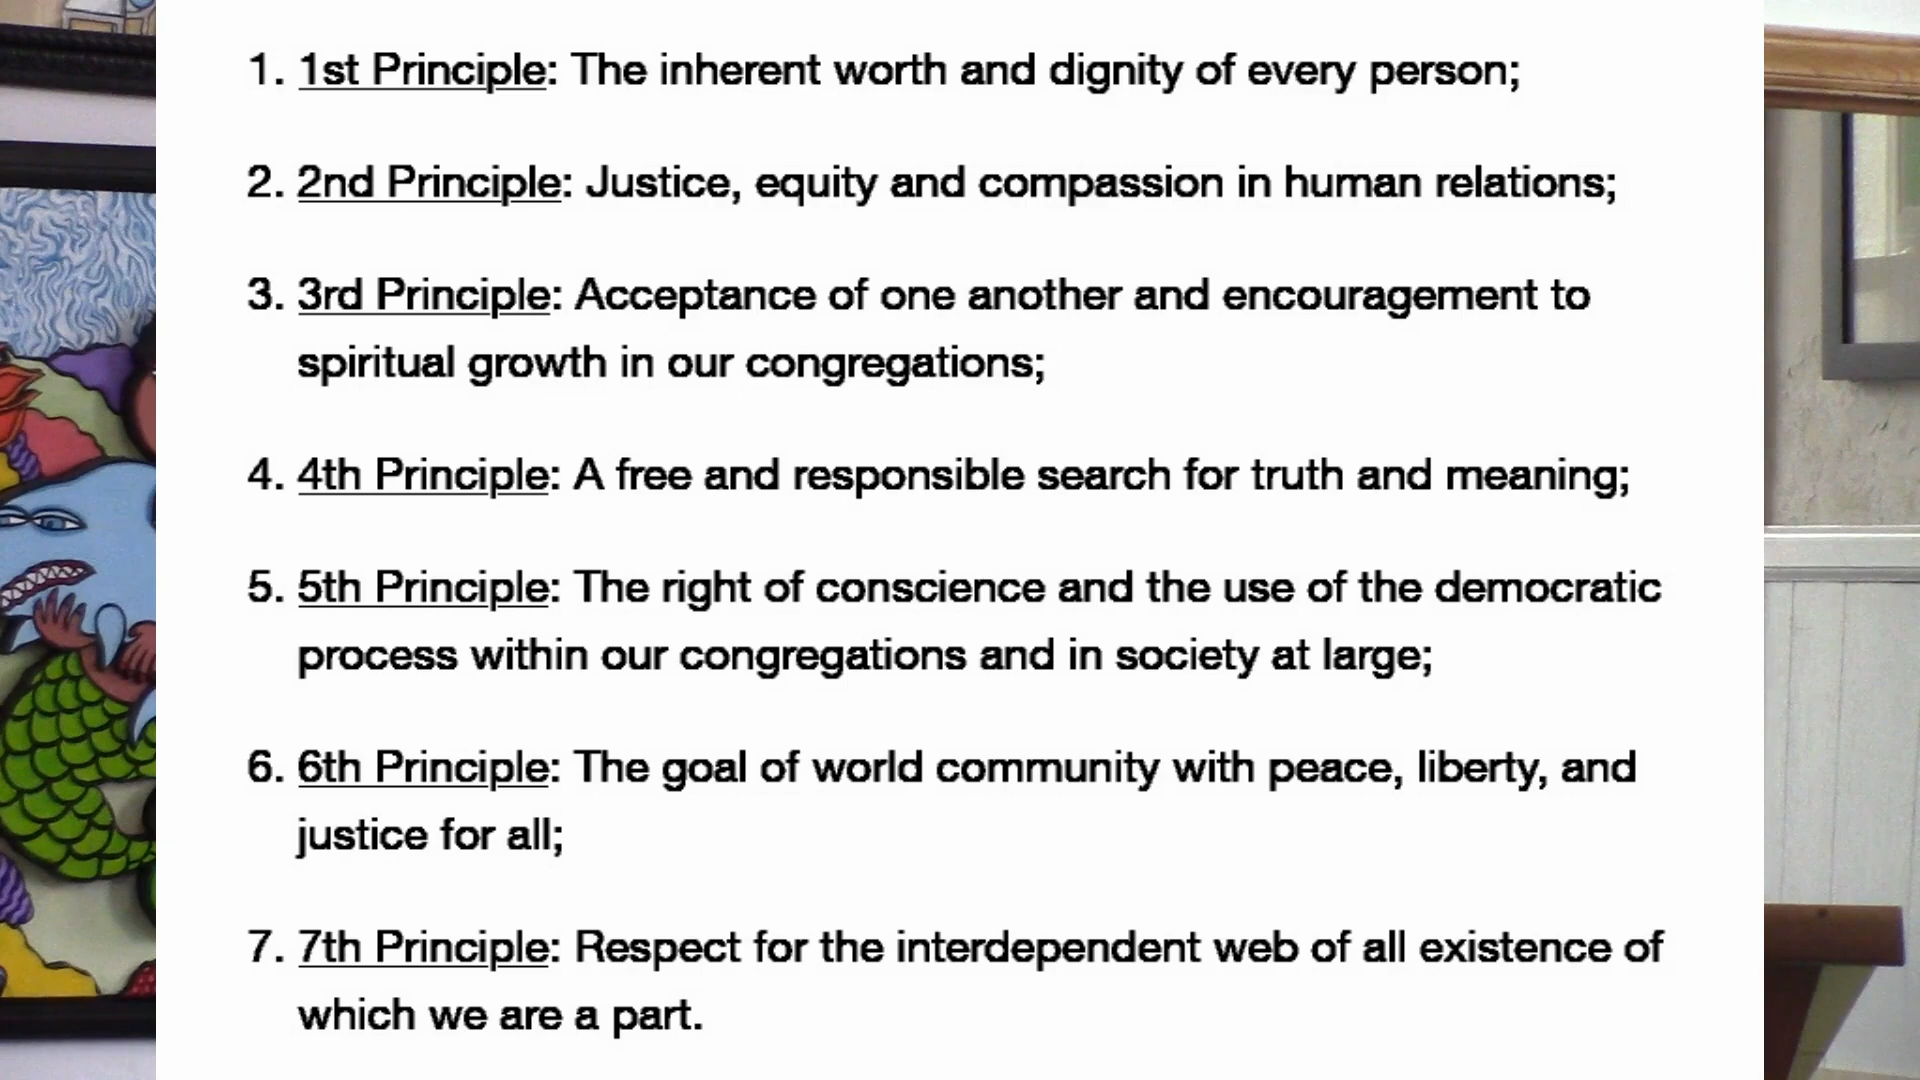 1. 1st Principle: The inherent worth and dignity of every person;
2. 2nd Principle: Justice, equity and compassion in human relations;
3. 3rd Principle: Acceptance of one another and encouragement to
spiritual growth in our congregations;
4. 4th Principle: A free and responsible search for truth and meaning;
5. 5th Principle: The right of conscience and the use of the democratic
process within our congregations and in society at large;
6. 6th Principle: The goal of world community with peace, liberty, and
justice for all;
7. 7th Principle: Respect for the interdependent web of all existence of
which we are a part.